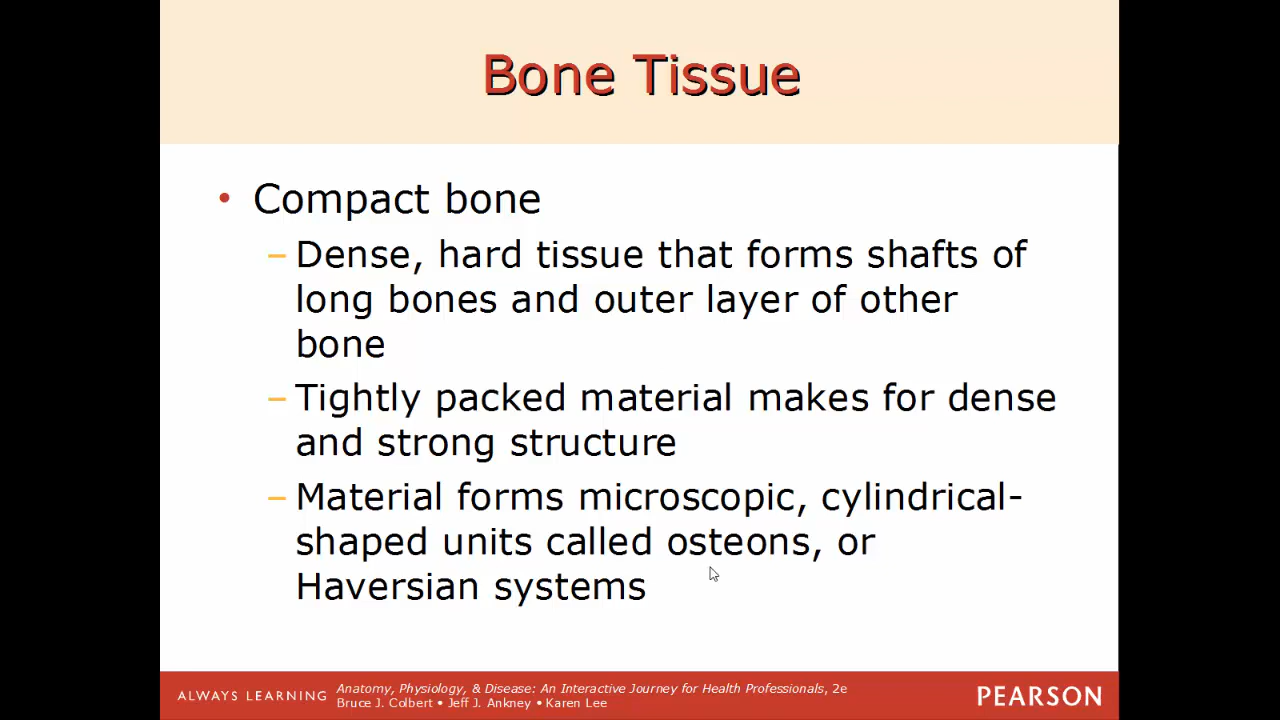 Bone Tissue
• Compact bone
– Dense, hard tissue that forms shafts of
long bones and outer layer of other
bone
– Tightly packed material makes for dense
and strong structure
– Material forms microscopic, cylindrical-
shaped units called osteons, or
Haversian systems
ALWAYS LEARNING
Anatomy, Physiology, & Disease: An Interactive Journey for Health Professionals, 2e
Bruce J. Colbert • Jeff J. Ankney • Karen Lee
PEARSON